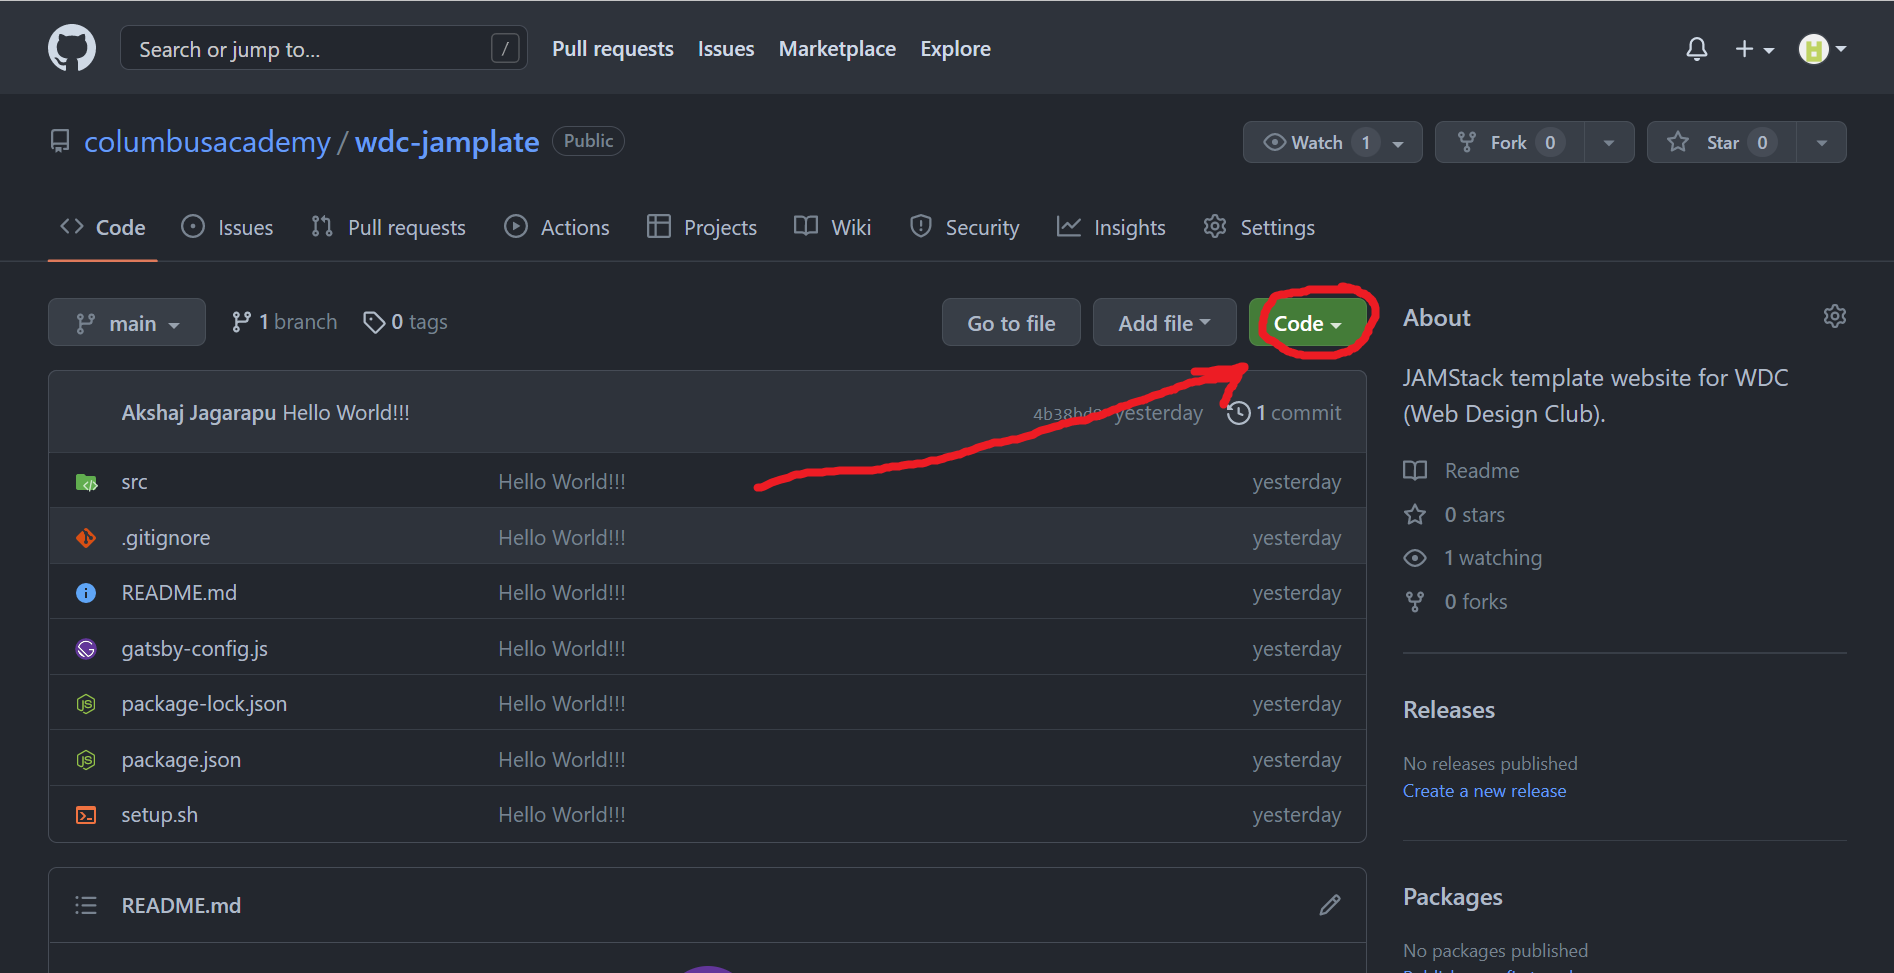 Search or jump to... /
Pull requests Issues Marketplace Explore
columbusacademy / wdc-jamplate Public
Watch 1 Fork 0 Star 0
Code Issues Pull requests Actions Projects Wiki Security Insights Settings
main 1 branch 0 tags Go to file Add file Code
Akshaj Jagarapu Hello World!!! yesterday 1 commit
src Hello World!!! yesterday
.gitignore Hello World!!! yesterday
README.md Hello World!!! yesterday
gatsby-config.js Hello World!!! yesterday
package-lock.json Hello World!!! yesterday
package.json Hello World!!! yesterday
setup.sh Hello World!!! yesterday
README.md
About
JAMStack template website for WDC
(Web Design Club).
Readme
0 stars
1 watching
0 forks
Releases
No releases published
Create a new release
Packages
No packages published